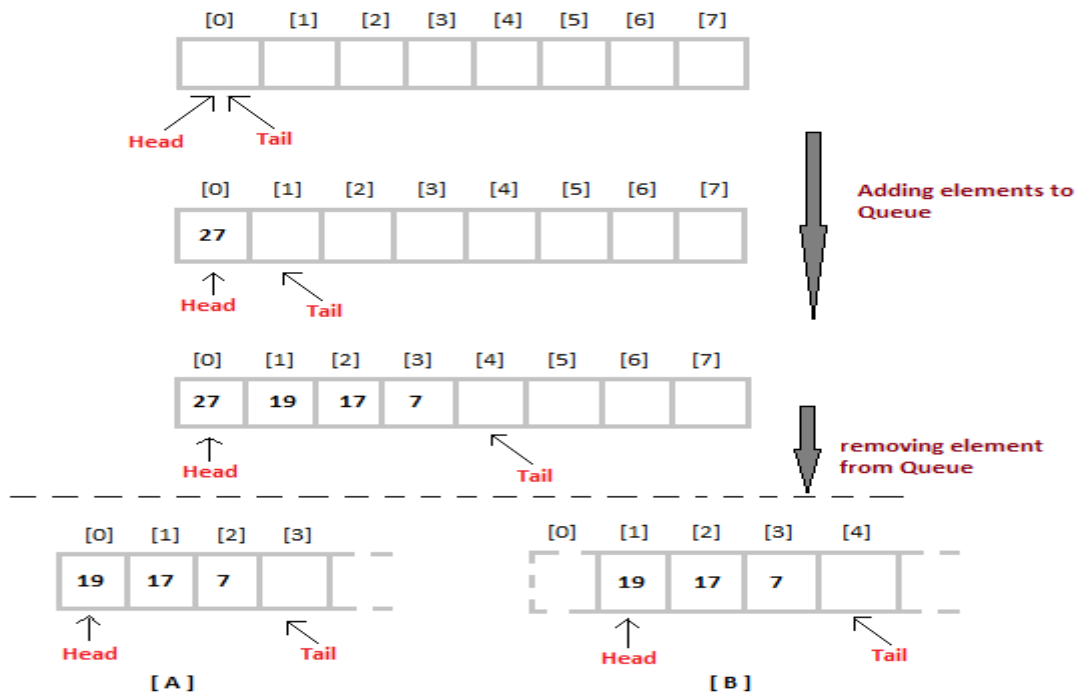 [0] [1] [2] [3] [4] [5] [6] [7]
Head Tail
[0] [1] [2] [3] [4] [5] [6] [7]
27
Head Tail
Adding elements to
Queue
[0] [1] [2] [3] [4] [5] [6] [7]
27 19 17 7
Head Tail
removing element
from Queue
[0] [1] [2] [3]
19 17 7
Head Tail
[ A ]
[0] [1] [2] [3] [4]
19 17 7
Head Tail
[ B ]